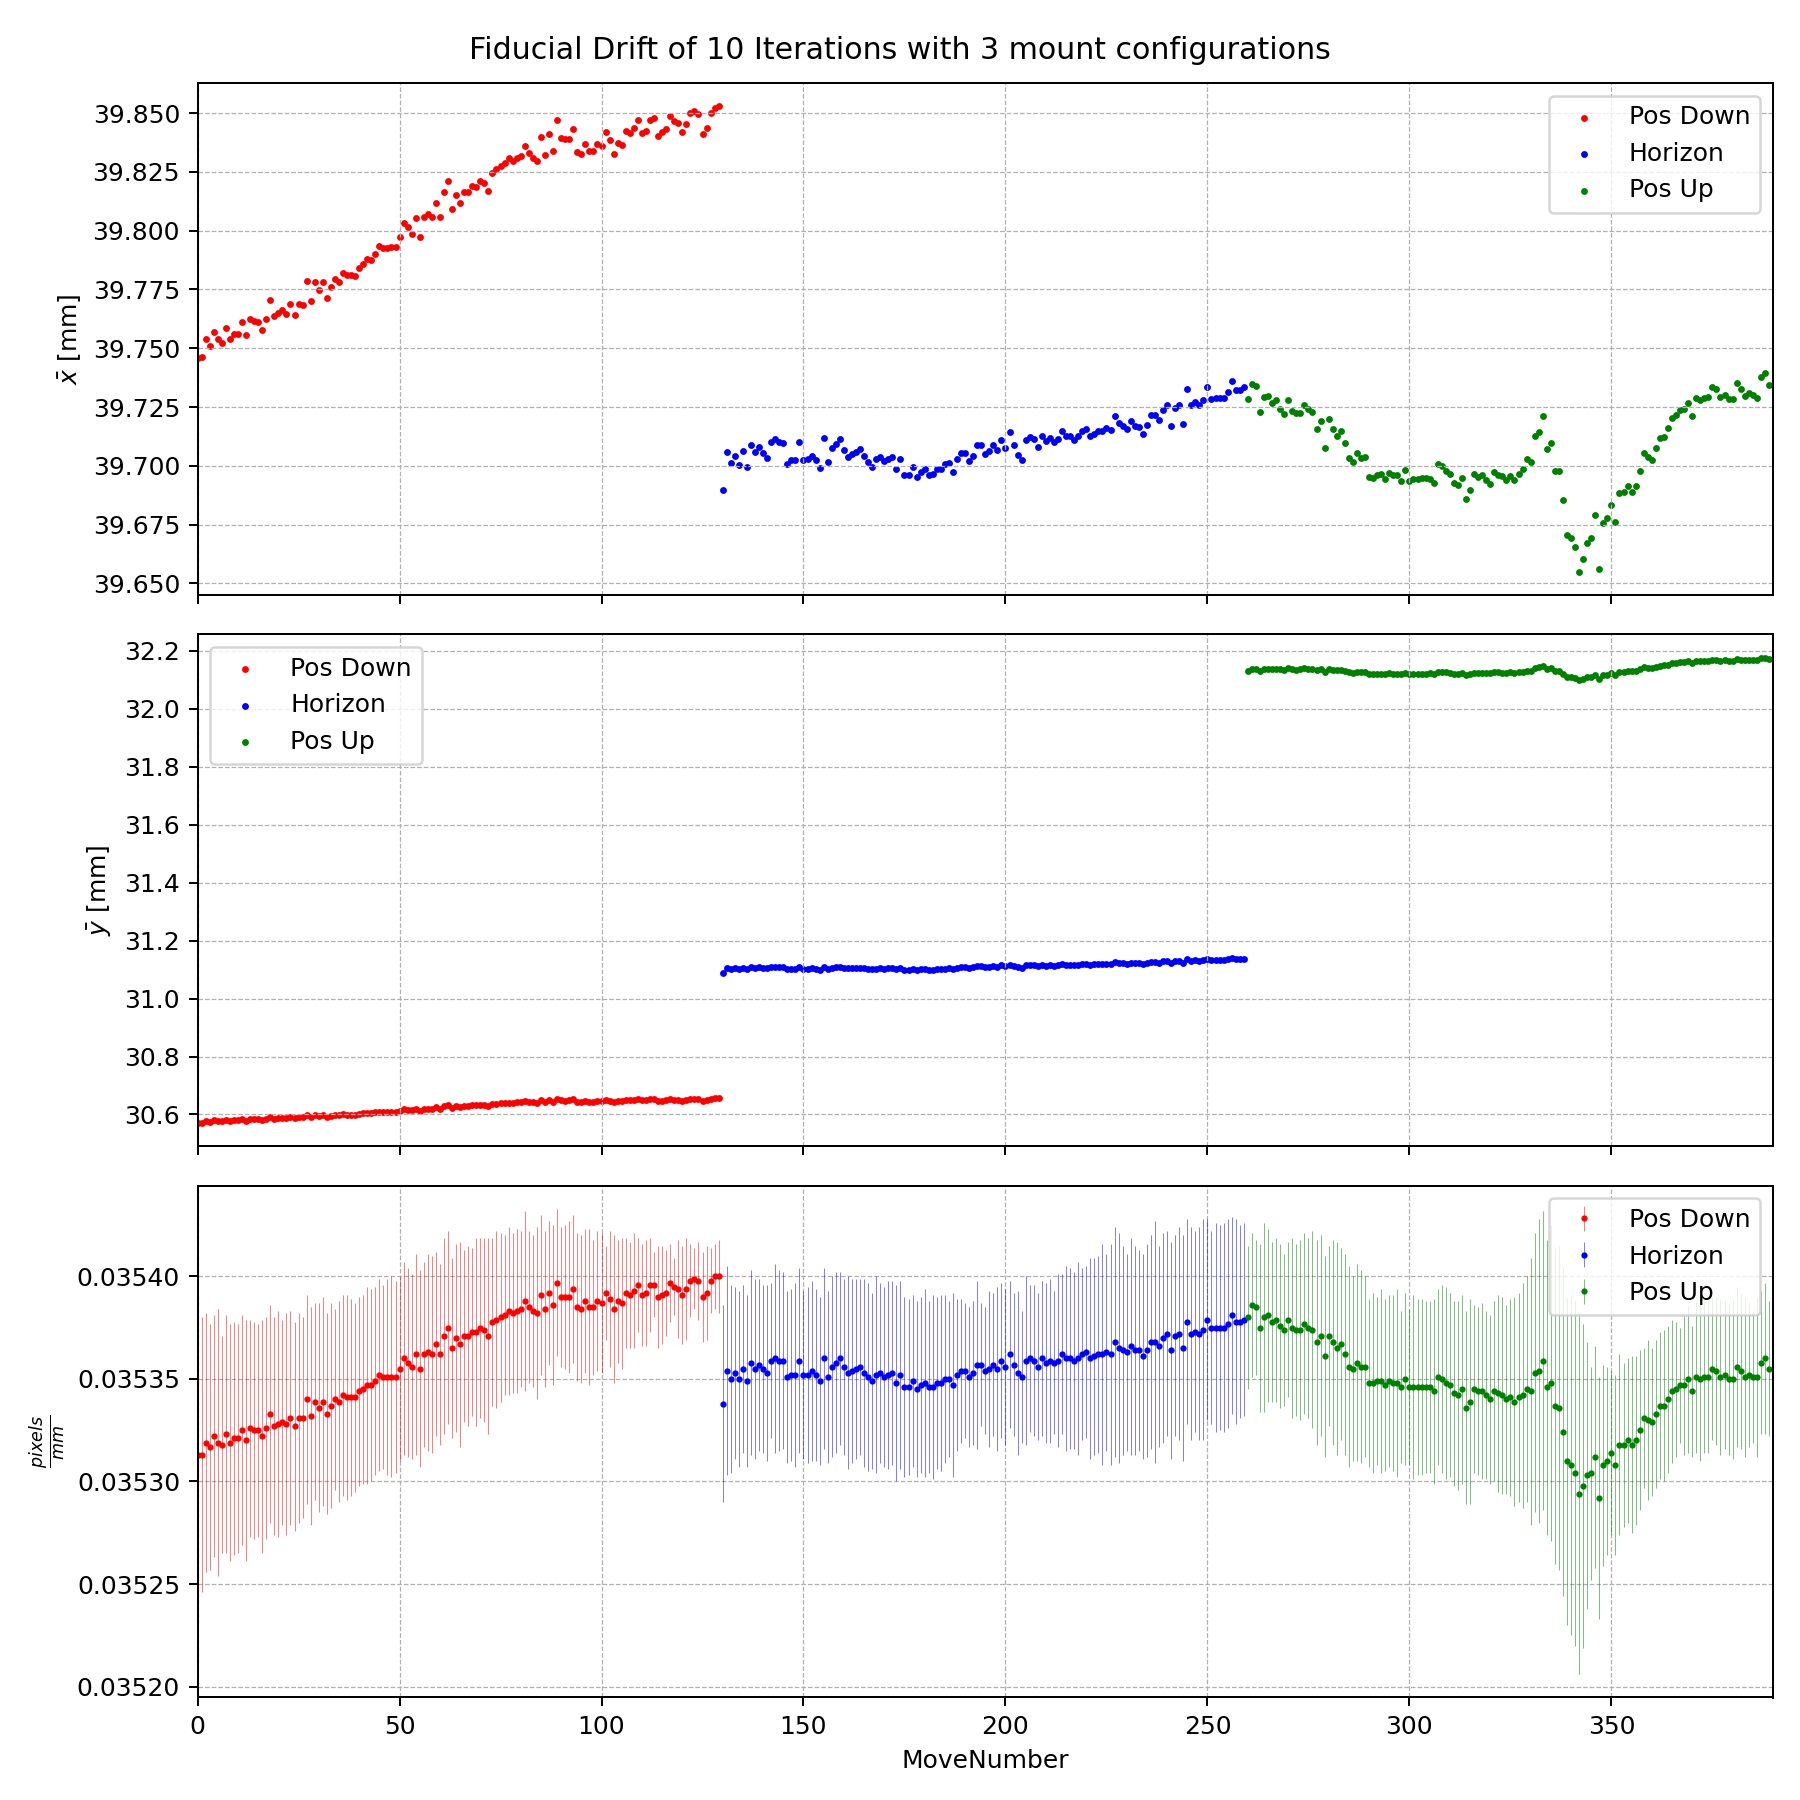 Fiducial Drift of 10 Iterations with 3 mount configurations
39.850
39.825
39.800
39.775
39.750
39.725
39.700
39.675
39.650
x̄ [mm]
Pos Down
Horizon
Pos Up
32.2
32.0
31.8
31.6
31.4
31.2
31.0
30.8
30.6
ȳ [mm]
Pos Down
Horizon
Pos Up
0.03540
0.03535
0.03530
0.03525
0.03520
pixels
mm
Pos Down
Horizon
Pos Up
0 50 100 150 200 250 300 350
MoveNumber